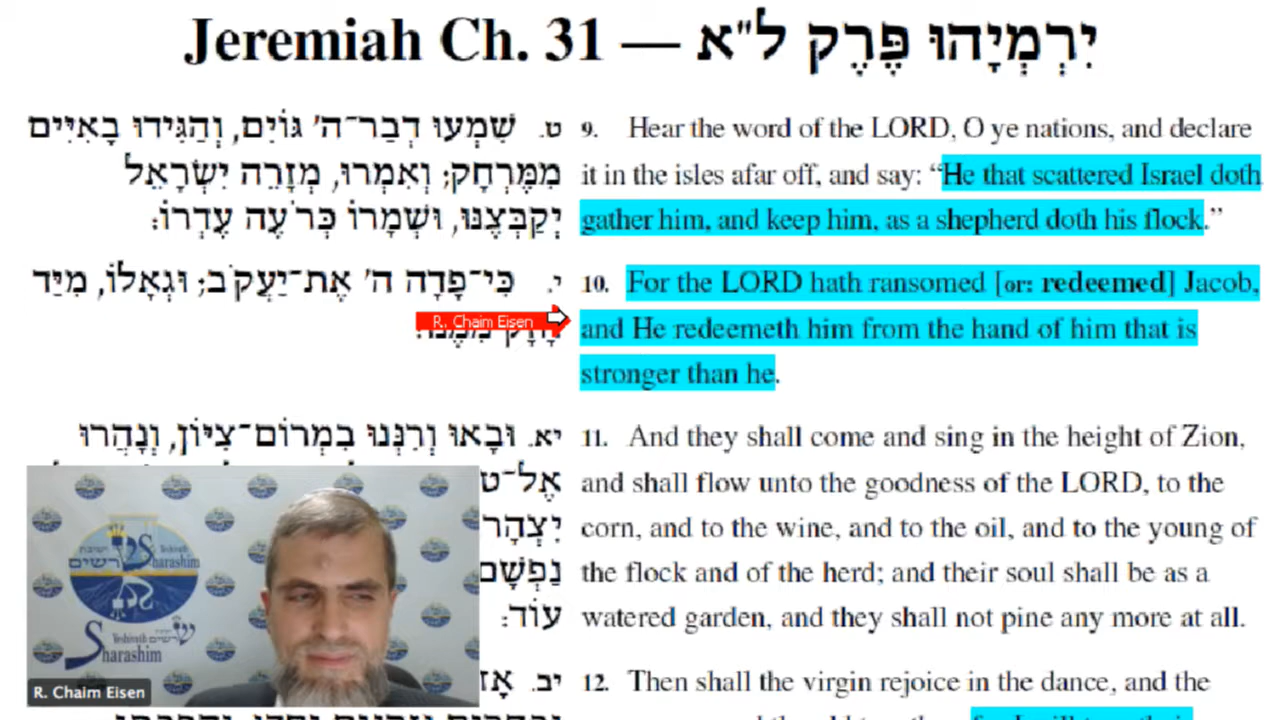 Jeremiah Ch. 31 — יִרְמְיָהוּ פֶּרֶק ל"א
ט. שִׁמְעוּ דְבַר־ה' גּוֹיִם, וְהַגִּידוּ בָאִיִּים
מִמֶּרְחָק; וְאִמְרוּ, מְזָרֵה יִשְׂרָאֵל
יְקַבְּצֶנּוּ, וּשְׁמָרוֹ כְּרֹעֶה עֶדְרוֹ:
9. Hear the word of the LORD, O ye nations, and declare
it in the isles afar off, and say: “He that scattered Israel doth
gather him, and keep him, as a shepherd doth his flock.”
י. כִּי־פָדָה ה' אֶת־יַעֲקֹב; וּגְאָלוֹ, מִיַּד
R. Chaim Eisen
10. For the LORD hath ransomed [or: redeemed] Jacob,
and He redeemeth him from the hand of him that is
stronger than he.
יא. וּבָאוּ וְרִנְּנוּ בִמְרוֹם־צִיּוֹן, וְנָהֲרוּ
יִצְהָר
נַפְשָׁם
עוֹד:
11. And they shall come and sing in the height of Zion,
and shall flow unto the goodness of the LORD, to the
corn, and to the wine, and to the oil, and to the young of
the flock and of the herd; and their soul shall be as a
watered garden, and they shall not pine any more at all.
יב.
12. Then shall the virgin rejoice in the dance, and the
ישיבת
שרשים
Yeshivath
Sharashim
R. Chaim Eisen